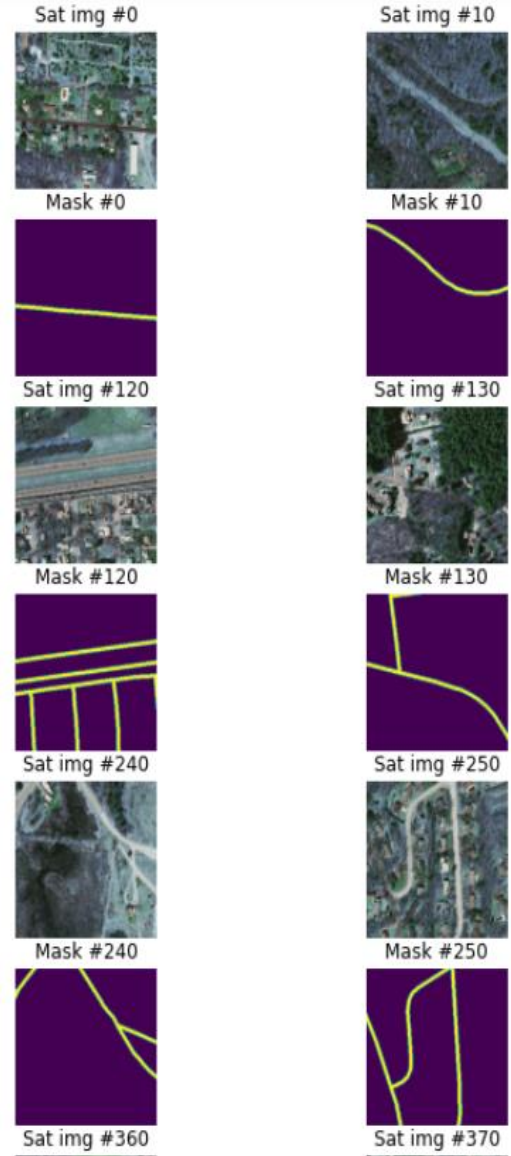 Sat img #0
Sat img #10
Mask #0
Mask #10
Sat img #120
Sat img #130
Mask #120
Mask #130
Sat img #240
Sat img #250
Mask #240
Mask #250
Sat img #360
Sat img #370